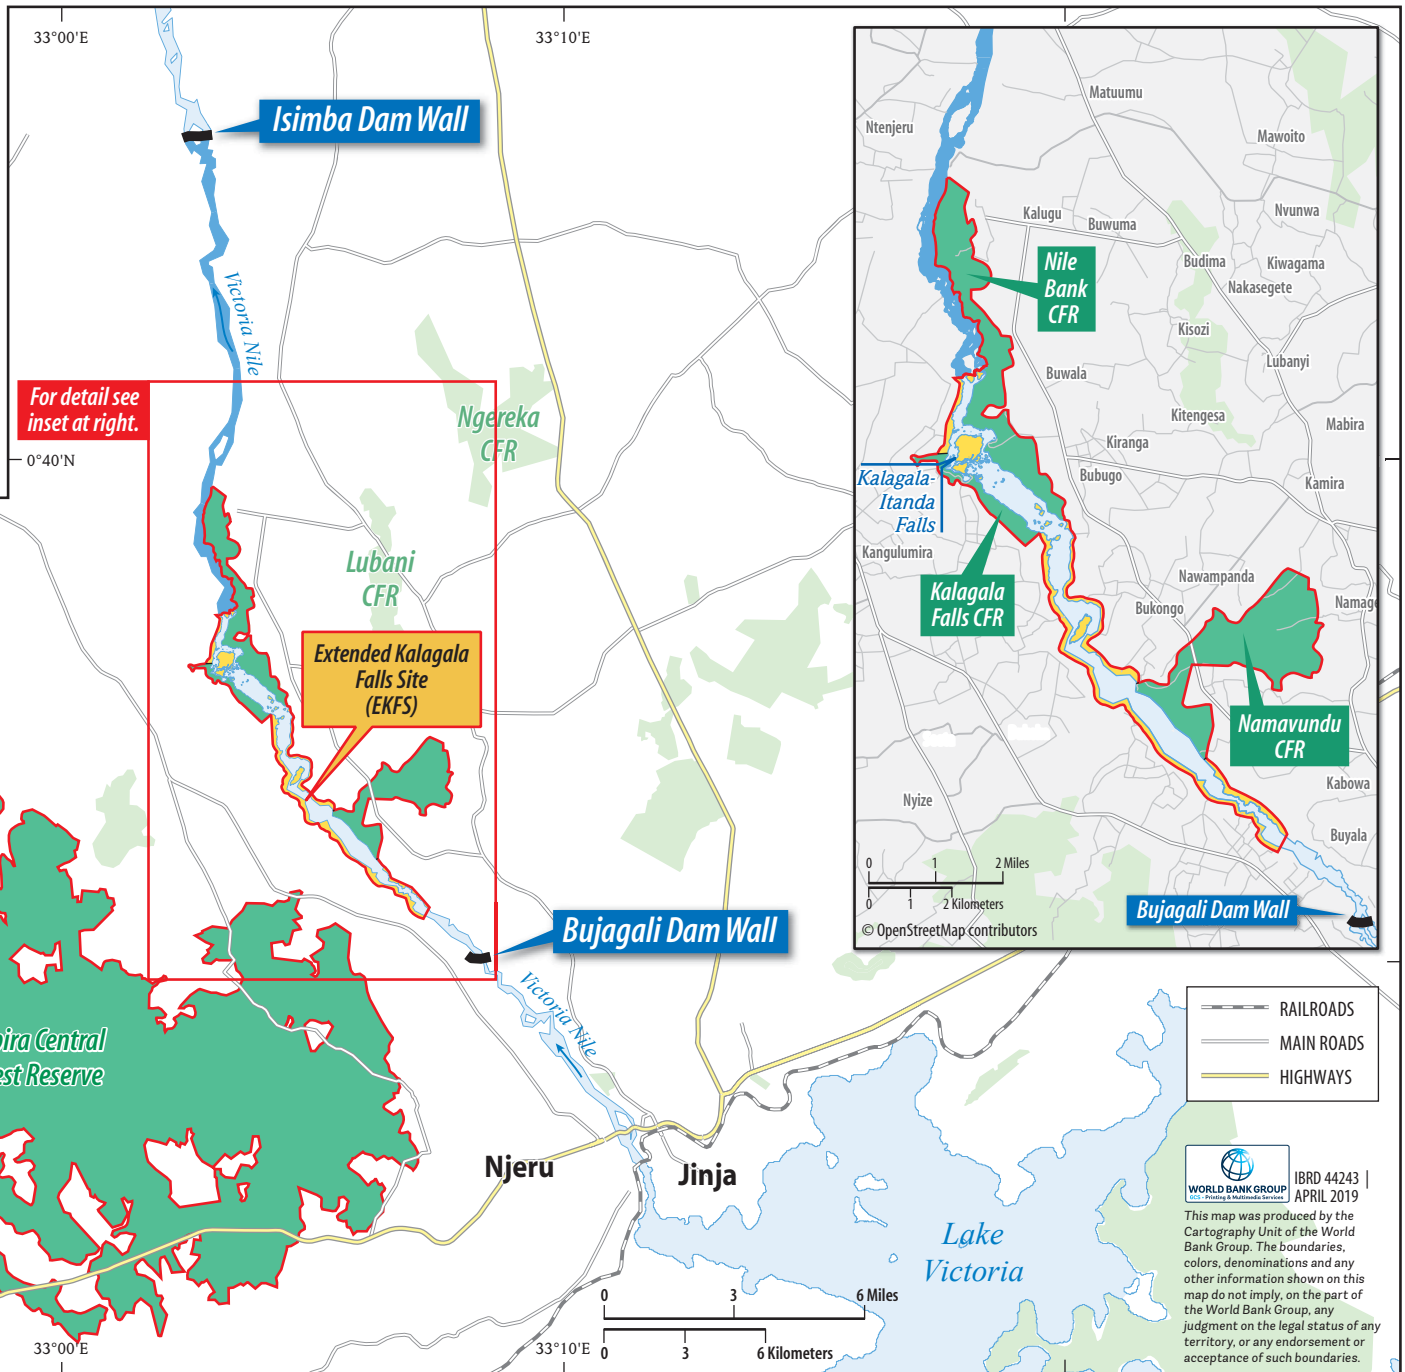 33°00'E
33°10'E
Isimba Dam Wall
Victoria Nile
For detail see
inset at right.
0°40'N
Ngereka
CFR
Lubani
CFR
Extended Kalagala
Falls Site
(EKFS)
Bujagali Dam Wall
Victoria Nile
ira Central
est Reserve
Njeru
Jinja
Lake
Victoria
0 3 6 Miles
0 3 6 Kilometers
33°00'E
33°10'E
Matuumu
Ntenjeru
Mawoito
Kalugu
Buwuma
Nvunwa
Nile
Bank
CFR
Budima
Kiwagama
Nakasegete
Kisozi
Lubanyi
Buwala
Kitengesa
Mabira
Kiranga
Bubugo
Kamira
Kalagala-
Itanda
Falls
Kangulumira
Kalagala
Falls CFR
Nawampanda
Bukongo
Namage
Namavundu
CFR
Kabowa
Nyize
Buyala
0 1 2 Miles
0 1 2 Kilometers
© OpenStreetMap contributors
Bujagali Dam Wall
RAILROADS
MAIN ROADS
HIGHWAYS
WORLD BANK GROUP
GCS - Printing & Multimedia Services
IBRD 44243 |
APRIL 2019
This map was produced by the
Cartography Unit of the World
Bank Group. The boundaries,
colors, denominations and any
other information shown on this
map do not imply, on the part of
the World Bank Group, any
judgment on the legal status of any
territory, or any endorsement or
acceptance of such boundaries.